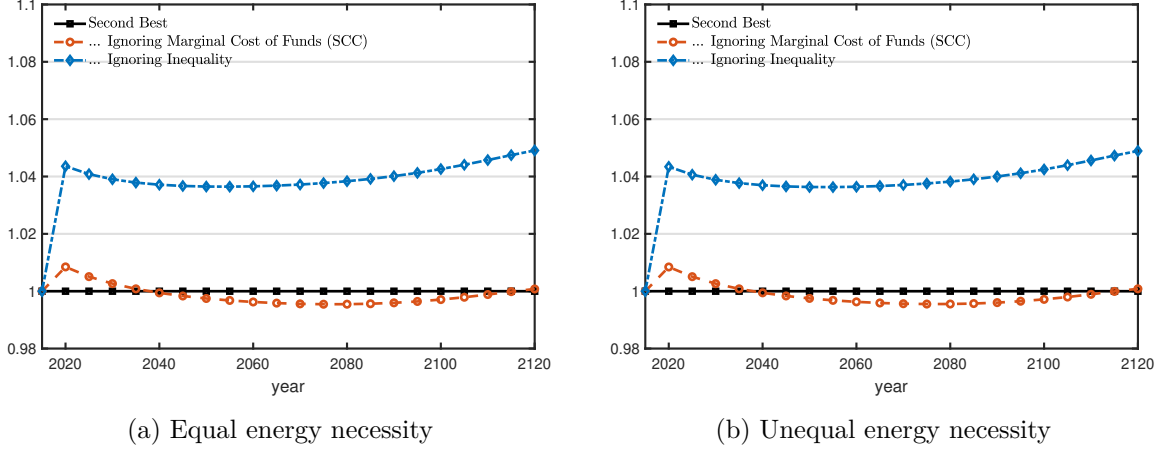 1.1
Second Best
... Ignoring Marginal Cost of Funds (SCC)
... Ignoring Inequality
1.08
1.06
1.04
1.02
1
0.98
2020 2040 2060 2080 2100 2120
year
(a) Equal energy necessity
1.1
Second Best
... Ignoring Marginal Cost of Funds (SCC)
... Ignoring Inequality
1.08
1.06
1.04
1.02
1
0.98
2020 2040 2060 2080 2100 2120
year
(b) Unequal energy necessity